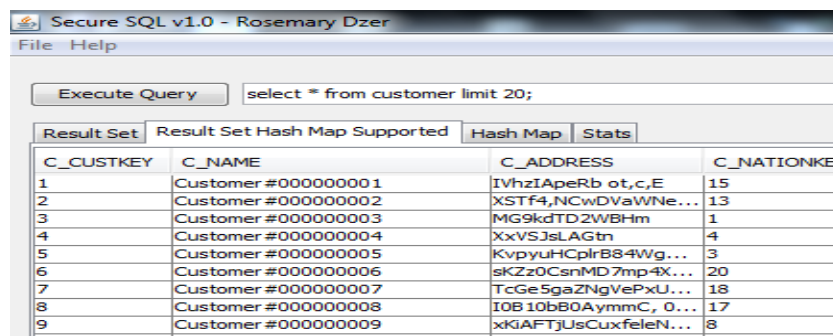 Secure SQL v1.0 - Rosemary Dzer
File Help
Execute Query select * from customer limit 20;
Result Set Result Set Hash Map Supported Hash Map Stats
C_CUSTKEY C_NAME C_ADDRESS C_NATIONKE
1 Customer#000000001 IVhzIApeRb ot,c,E 15
2 Customer#000000002 XSTf4,NCwDVaWNe... 13
3 Customer#000000003 MG9kdTD2WBHm 1
4 Customer#000000004 XxVSJsLAGtn 4
5 Customer#000000005 KvpyuHCplrB84Wg... 3
6 Customer#000000006 sKZz0CsnMD7mp4X... 20
7 Customer#000000007 TcGe5gaZNgVePxU... 18
8 Customer#000000008 I0B10bB0AymmC, 0... 17
9 Customer#000000009 xKiAFTjUsCuxfeleN... 8